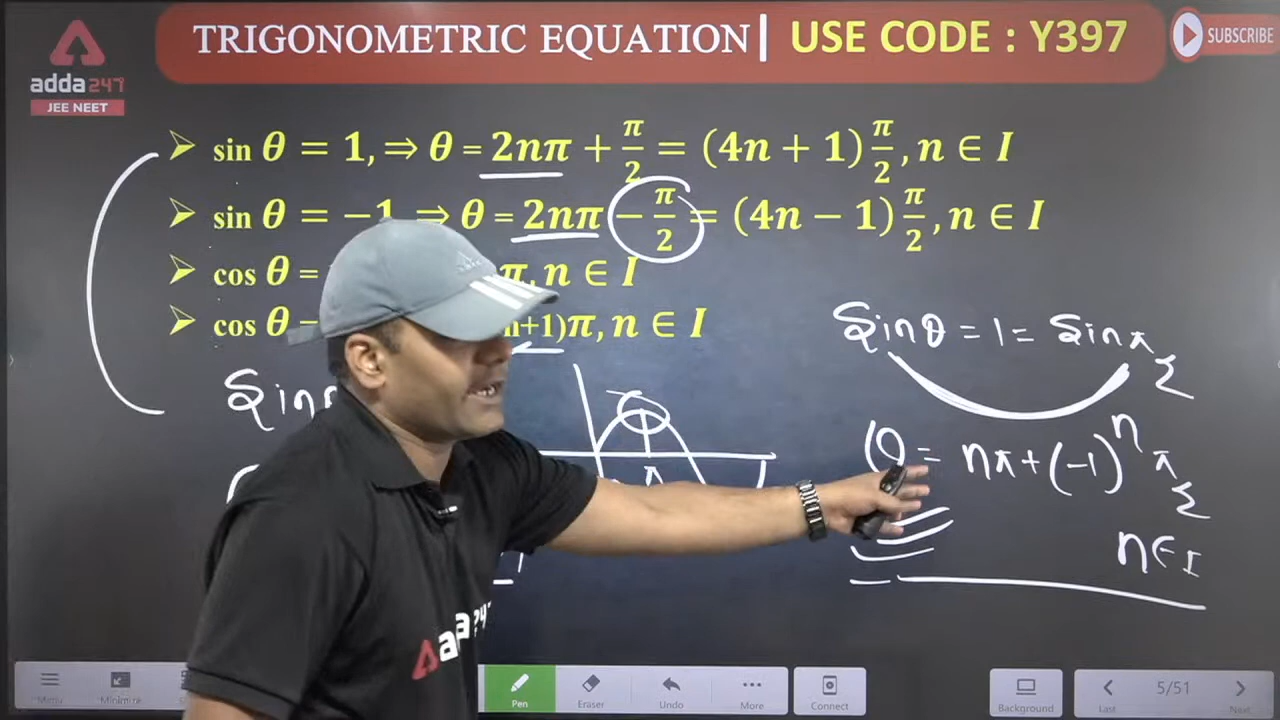 TRIGONOMETRIC EQUATION | USE CODE : Y397
SUBSCRIBE
adda247
JEE NEET
➤ sin θ = 1, ⇒ θ = 2nπ + π/2 = (4n + 1) π/2, n ∈ I
➤ sin θ = −1 ⇒ θ = 2nπ − π/2 = (4n − 1) π/2, n ∈ I
➤ cos θ = π, n ∈ I
➤ cos θ = n+1)π, n ∈ I
Sinθ = 1 = Sin π/2
Sin
θ = nπ + (−1)^n π/2
n ∈ I
adda247
Menu
Minimize
Pen
Eraser
Undo
More
Connect
Background
Last
5/51
Next